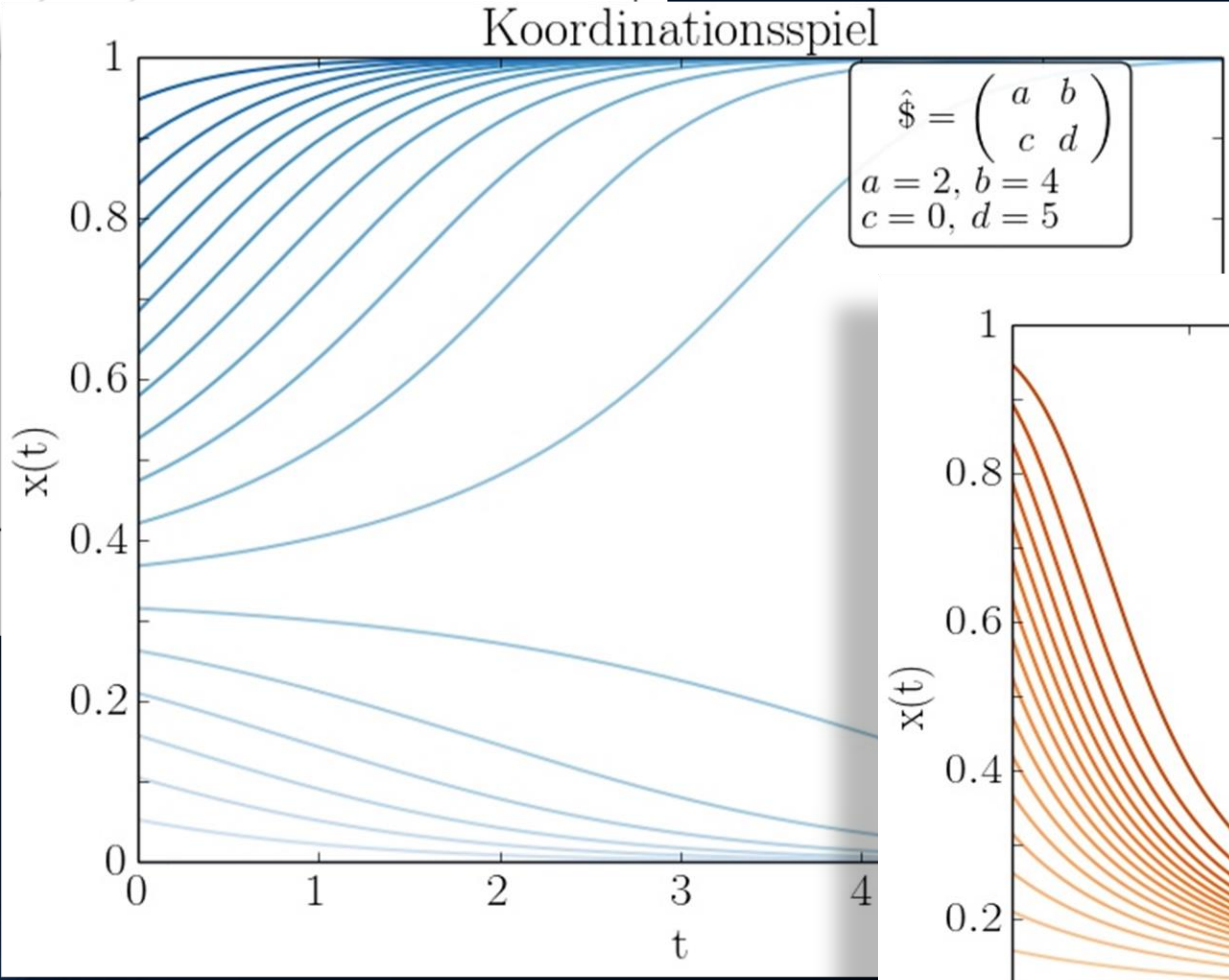 Koordinationsspiel
$̂ = ( a b
c d )
a = 2, b = 4
c = 0, d = 5
1
0.8
0.6
0.4
0.2
0
x(t)
0 1 2 3 4
t
1
0.8
0.6
0.4
0.2
x(t)